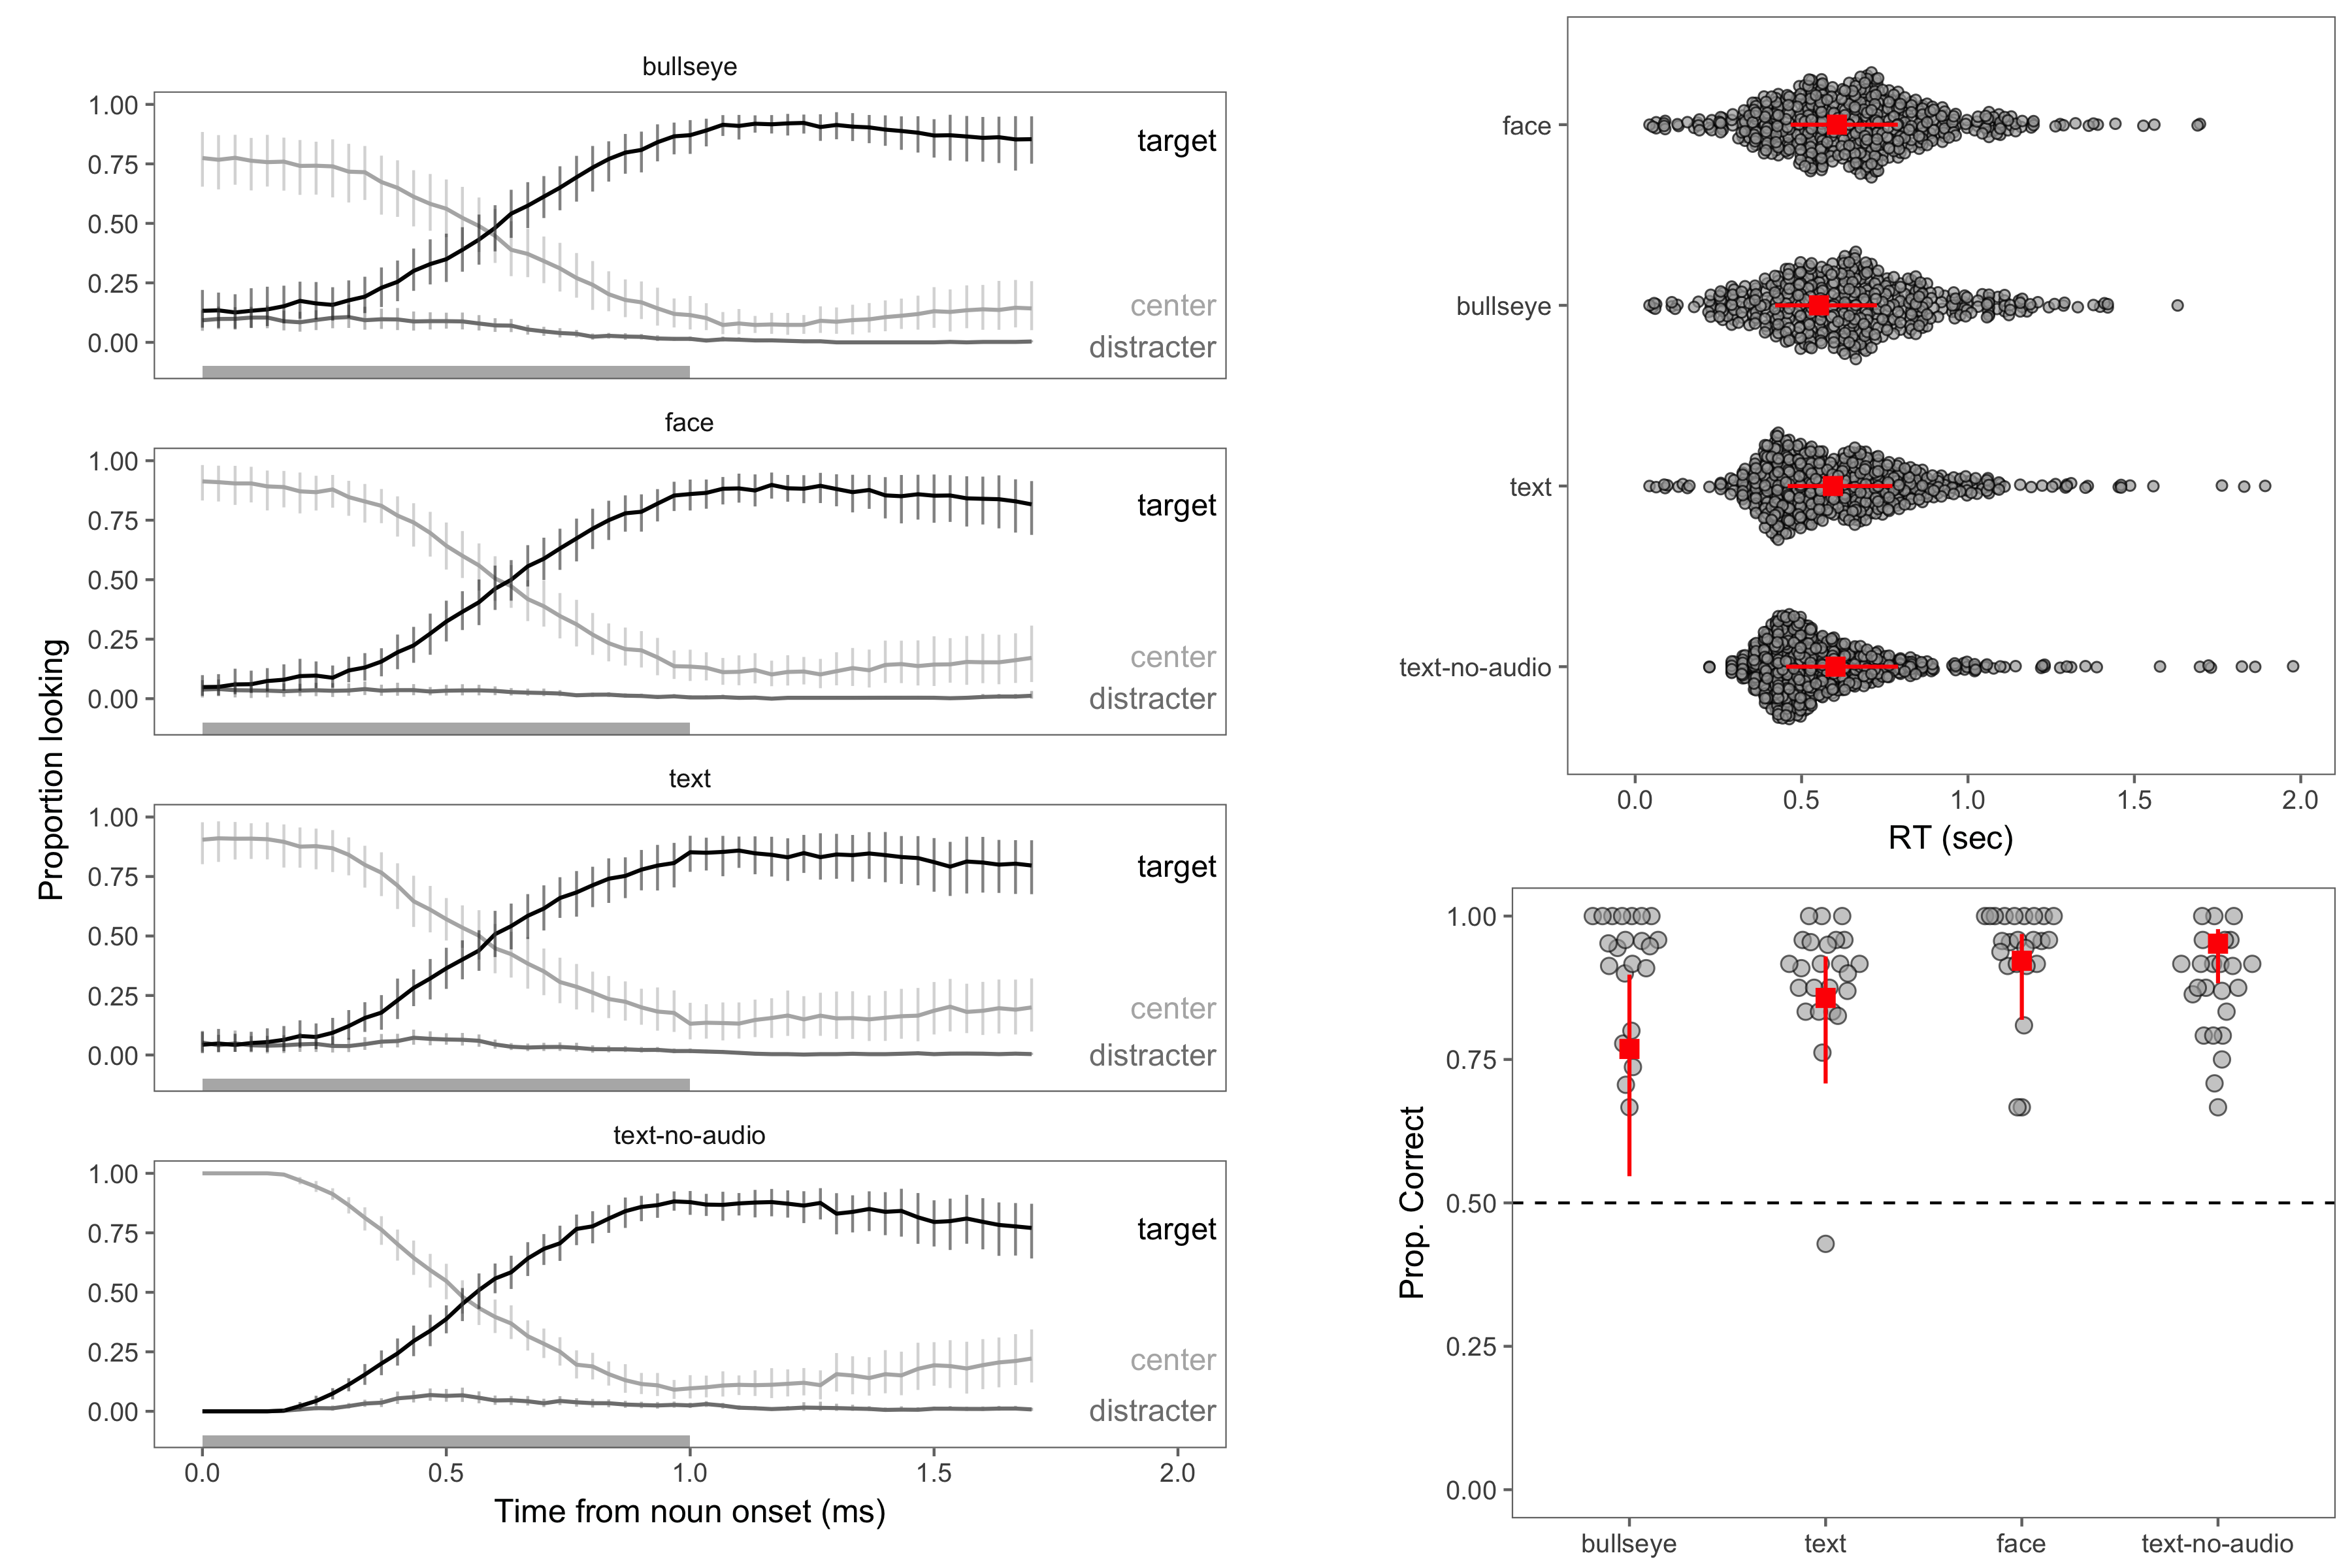 bullseye
1.00
0.75
0.50
0.25
0.00
target
center
distracter
face
1.00
0.75
0.50
0.25
0.00
target
center
distracter
text
1.00
0.75
0.50
0.25
0.00
target
center
distracter
text-no-audio
1.00
0.75
0.50
0.25
0.00
target
center
distracter
0.0 0.5 1.0 1.5 2.0
Time from noun onset (ms)
Proportion looking
face
bullseye
text
text-no-audio
0.0 0.5 1.0 1.5 2.0
RT (sec)
1.00
0.75
0.50
0.25
0.00
Prop. Correct
bullseye text face text-no-audio